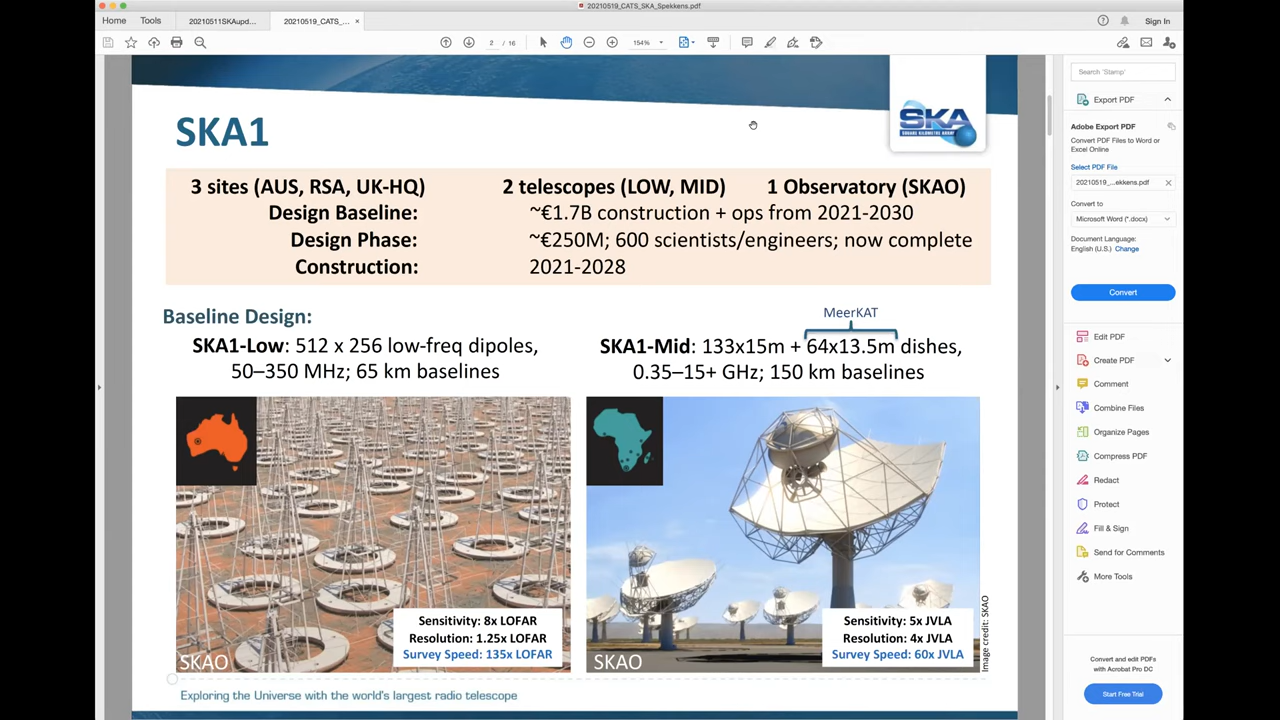 20210519_CATS_SKA_Spekkens.pdf
Home
Tools
20210511SKAupd...
20210519_CATS_... ×
Sign In
2 / 16
154%
SKA1
SKA
SQUARE KILOMETRE ARRAY
3 sites (AUS, RSA, UK-HQ) 2 telescopes (LOW, MID) 1 Observatory (SKAO)
Design Baseline: ~€1.7B construction + ops from 2021-2030
Design Phase: ~€250M; 600 scientists/engineers; now complete
Construction: 2021-2028
Baseline Design:
SKA1-Low: 512 x 256 low-freq dipoles,
50–350 MHz; 65 km baselines
MeerKAT
SKA1-Mid: 133x15m + 64x13.5m dishes,
0.35–15+ GHz; 150 km baselines
Sensitivity: 8x LOFAR
Resolution: 1.25x LOFAR
Survey Speed: 135x LOFAR
SKAO
Sensitivity: 5x JVLA
Resolution: 4x JVLA
Survey Speed: 60x JVLA
SKAO
Image credit: SKAO
Exploring the Universe with the world's largest radio telescope
Search 'Stamp'
Export PDF
Adobe Export PDF
Convert PDF Files to Word or
Excel Online
Select PDF File
20210519_...ekkens.pdf ×
Convert to
Microsoft Word (*.docx)
Document Language:
English (U.S.) Change
Convert
Edit PDF
Create PDF
Comment
Combine Files
Organize Pages
Compress PDF
Redact
Protect
Fill & Sign
Send for Comments
More Tools
Convert and edit PDFs
with Acrobat Pro DC
Start Free Trial